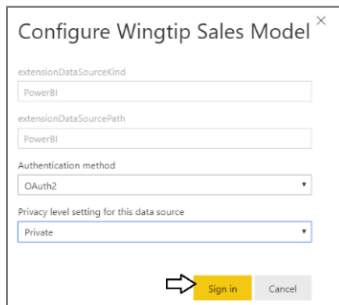 Configure Wingtip Sales Model
extensionDataSourceKind
PowerBI
extensionDataSourcePath
PowerBI
Authentication method
OAuth2
Privacy level setting for this data source
Private
Sign in Cancel